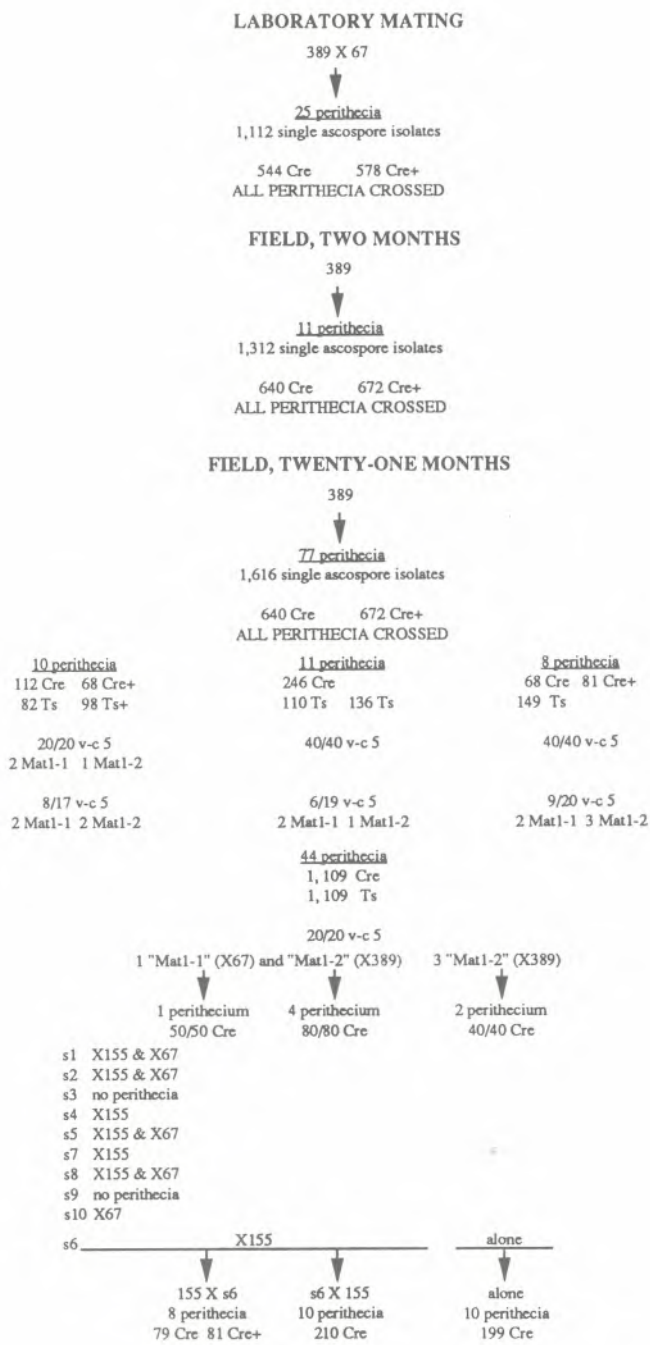 LABORATORY MATING
389 X 67
25 perithecia
1,112 single ascospore isolates
544 Cre 578 Cre+
ALL PERITHECIA CROSSED
FIELD, TWO MONTHS
389
11 perithecia
1,312 single ascospore isolates
640 Cre 672 Cre+
ALL PERITHECIA CROSSED
FIELD, TWENTY-ONE MONTHS
389
77 perithecia
1,616 single ascospore isolates
640 Cre 672 Cre+
ALL PERITHECIA CROSSED
10 perithecia 11 perithecia 8 perithecia
112 Cre 68 Cre+ 246 Cre 68 Cre 81 Cre+
82 Ts 98 Ts+ 110 Ts 136 Ts 149 Ts
20/20 v-c 5 40/40 v-c 5 40/40 v-c 5
2 Mat1-1 1 Mat1-2
8/17 v-c 5 6/19 v-c 5 9/20 v-c 5
2 Mat1-1 2 Mat1-2 2 Mat1-1 1 Mat1-2 2 Mat1-1 3 Mat1-2
44 perithecia
1, 109 Cre
1, 109 Ts
20/20 v-c 5
1 "Mat1-1" (X67) and "Mat1-2" (X389) 3 "Mat1-2" (X389)
1 perithecium 4 perithecium 2 perithecium
50/50 Cre 80/80 Cre 40/40 Cre
s1 X155 & X67
s2 X155 & X67
s3 no perithecia
s4 X155
s5 X155 & X67
s7 X155
s8 X155 & X67
s9 no perithecia
s10 X67
s6 X155 alone
155 X s6 s6 X 155 alone
8 perithecia 10 perithecia 10 perithecia
79 Cre 81 Cre+ 210 Cre 199 Cre